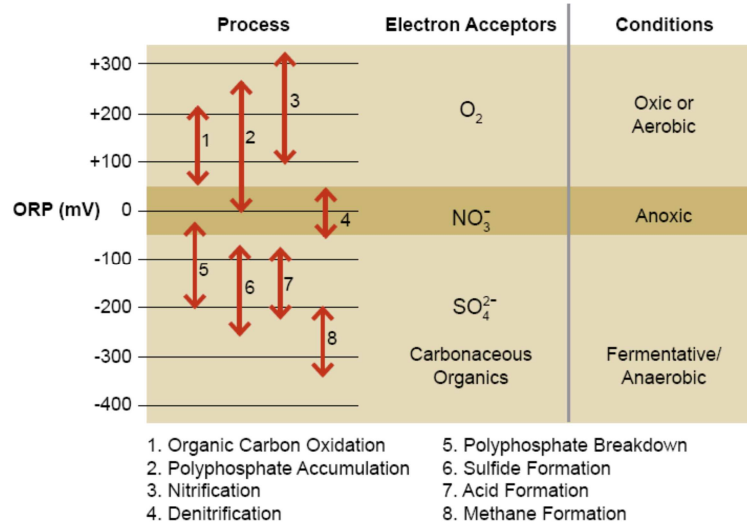 Process Electron Acceptors Conditions
+300
3
+200
1 2
O₂
Oxic or
Aerobic
+100
ORP (mV) 0
4
NO₃⁻
Anoxic
-100
5
6
7
-200
SO₄²⁻
8
-300
Carbonaceous
Organics
Fermentative/
Anaerobic
-400
1. Organic Carbon Oxidation
2. Polyphosphate Accumulation
3. Nitrification
4. Denitrification
5. Polyphosphate Breakdown
6. Sulfide Formation
7. Acid Formation
8. Methane Formation